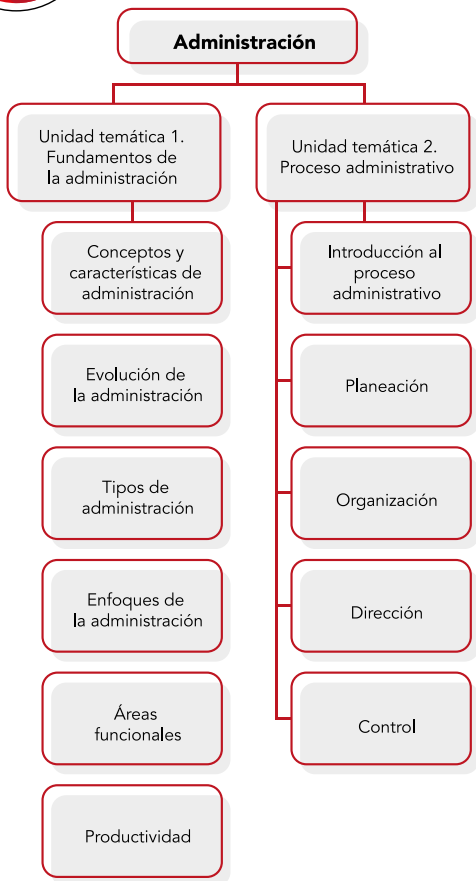 Administración
Unidad temática 1.
Fundamentos de
la administración
Conceptos y
características de
administración
Evolución de
la administración
Tipos de
administración
Enfoques de
la administración
Áreas
funcionales
Productividad
Unidad temática 2.
Proceso administrativo
Introducción al
proceso
administrativo
Planeación
Organización
Dirección
Control